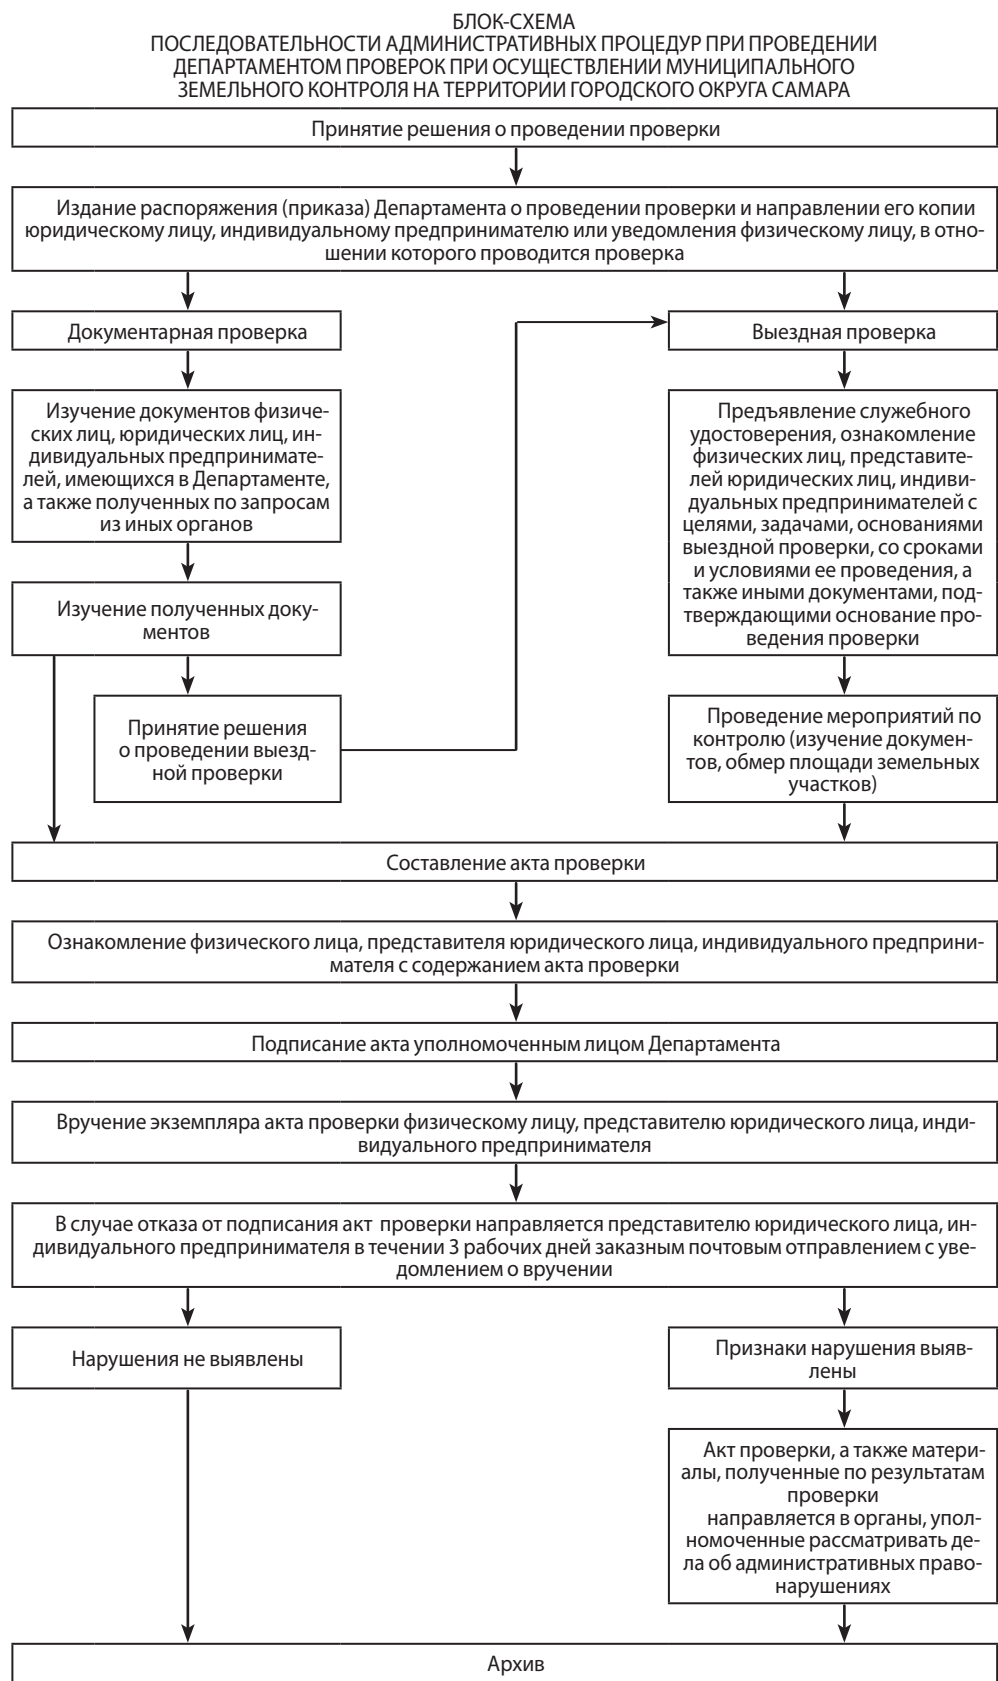 БЛОК-СХЕМА
ПОСЛЕДОВАТЕЛЬНОСТИ АДМИНИСТРАТИВНЫХ ПРОЦЕДУР ПРИ ПРОВЕДЕНИИ
ДЕПАРТАМЕНТОМ ПРОВЕРОК ПРИ ОСУЩЕСТВЛЕНИИ МУНИЦИПАЛЬНОГО
ЗЕМЕЛЬНОГО КОНТРОЛЯ НА ТЕРРИТОРИИ ГОРОДСКОГО ОКРУГА САМАРА
Принятие решения о проведении проверки
Издание распоряжения (приказа) Департамента о проведении проверки и направлении его копии
юридическому лицу, индивидуальному предпринимателю или уведомления физическому лицу, в отно-
шении которого проводится проверка
Документарная проверка
Выездная проверка
Изучение документов физиче-
ских лиц, юридических лиц, ин-
дивидуальных предпринимате-
лей, имеющихся в Департаменте,
а также полученных по запросам
из иных органов
Предъявление служебного
удостоверения, ознакомление
физических лиц, представите-
лей юридических лиц, индиви-
дуальных предпринимателей с
целями, задачами, основаниями
выездной проверки, со сроками
и условиями ее проведения, а
также иными документами, под-
тверждающими основание про-
ведения проверки
Изучение полученных доку-
ментов
Принятие решения
о проведении выезд-
ной проверки
Проведение мероприятий по
контролю (изучение докумен-
тов, обмер площади земельных
участков)
Составление акта проверки
Ознакомление физического лица, представителя юридического лица, индивидуального предприни-
мателя с содержанием акта проверки
Подписание акта уполномоченным лицом Департамента
Вручение экземпляра акта проверки физическому лицу, представителю юридического лица, инди-
видуального предпринимателя
В случае отказа от подписания акт проверки направляется представителю юридического лица, ин-
дивидуального предпринимателя в течении 3 рабочих дней заказным почтовым отправлением с уве-
домлением о вручении
Нарушения не выявлены
Признаки нарушения выяв-
лены
Акт проверки, а также матери-
алы, полученные по результатам
проверки
направляется в органы, упол-
номоченные рассматривать де-
ла об административных право-
нарушениях
Архив